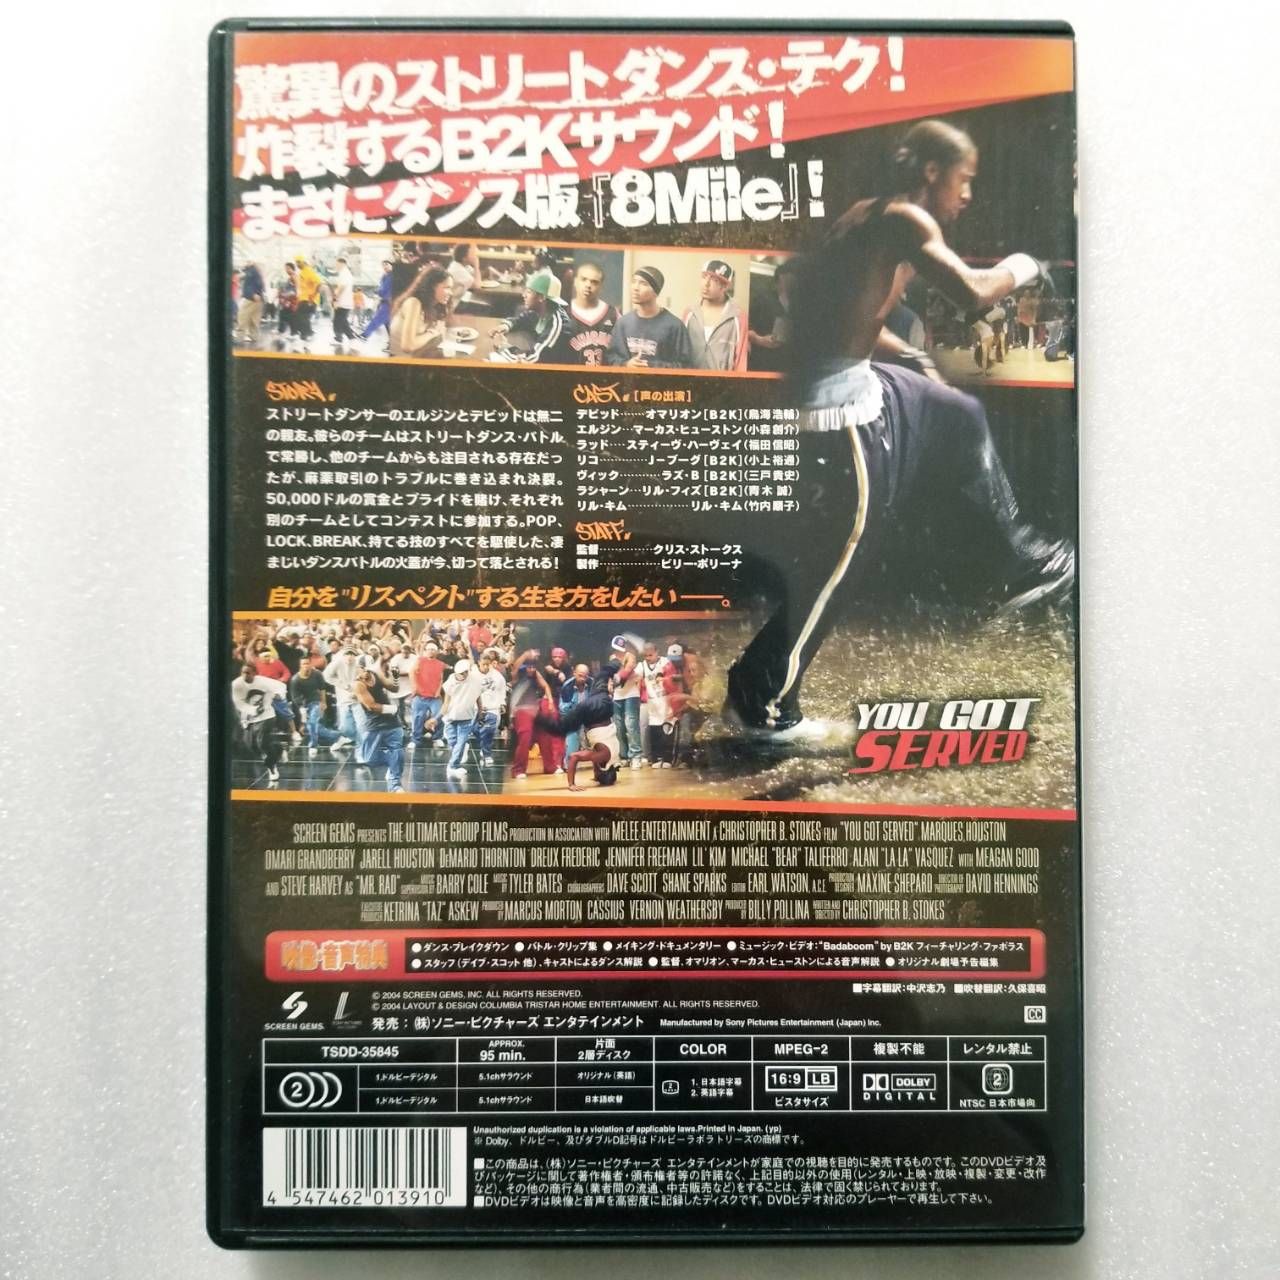 驚異のストリートダンス・テク!
炸裂するB2Kサウンド!
まさにダンス版『8Mile』!
STORY.
ストリートダンサーのエルジンとデビッドは無二
の親友。彼らのチームはストリートダンス・バトル
で常勝し、他のチームからも注目される存在だっ
たが、麻薬取引のトラブルに巻き込まれ決裂。
50,000ドルの賞金とプライドを賭け、それぞれ
別のチームとしてコンテストに参加する。POP、
LOCK、BREAK、持てる技のすべてを駆使した、凄
まじいダンスバトルの火蓋が今、切って落とされる!
CAST.[声の出演]
デビッド……オマリオン[B2K](鳥海浩輔)
エルジン…マーカス・ヒューストン(小森創介)
ラッド……スティーヴ・ハーヴェイ(福田信昭)
リコ…………J-ブーグ[B2K](小上裕通)
ヴィック…………ラズ・B[B2K](三戸貴史)
ラシャーン…リル・フィズ[B2K](青木誠)
リル・キム……………リル・キム(竹内順子)
STAFF.
監督…………クリス・ストークス
製作……………ビリー・ポリーナ
自分を"リスペクト"する生き方をしたい――。
YOU GOT
SERVED
SCREEN GEMS PRESENTS THE ULTIMATE GROUP FILMS PRODUCTION IN ASSOCIATION WITH MELEE ENTERTAINMENT A CHRISTOPHER B. STOKES FILM "YOU GOT SERVED" MARQUES HOUSTON
OMARI GRANDBERRY JARELL HOUSTON DeMARIO THORNTON DREUX FREDERIC JENNIFER FREEMAN LIL' KIM MICHAEL "BEAR" TALIFERRO ALANI "LA LA" VASQUEZ WITH MEAGAN GOOD
AND STEVE HARVEY AS "MR. RAD" MUSIC SUPERVISION BY BARRY COLE MUSIC BY TYLER BATES CHOREOGRAPHERS DAVE SCOTT SHANE SPARKS EDITOR EARL WATSON, A.C.E. PRODUCTION DESIGNER MAXINE SHEPARD DIRECTOR OF PHOTOGRAPHY DAVID HENNINGS
EXECUTIVE PRODUCER KETRINA "TAZ" ASKEW PRODUCED BY MARCUS MORTON CASSIUS VERNON WEATHERSBY PRODUCED BY BILLY POLLINA WRITTEN AND DIRECTED BY CHRISTOPHER B. STOKES
映像・音声特典
●ダンス・ブレイクダウン ●バトル・クリップ集 ●メイキング・ドキュメンタリー ●ミュージック・ビデオ:"Badaboom" by B2K フィーチャリング・ファボラス
●スタッフ(デイブ・スコット他)、キャストによるダンス解説 ●監督、オマリオン、マーカス・ヒューストンによる音声解説 ●オリジナル劇場予告編集
■字幕翻訳:中沢志乃 ■吹替翻訳:久保喜昭
SCREEN GEMS
© 2004 SCREEN GEMS, INC. ALL RIGHTS RESERVED.
© 2004 LAYOUT & DESIGN COLUMBIA TRISTAR HOME ENTERTAINMENT. ALL RIGHTS RESERVED.
発売:(株)ソニー・ピクチャーズ エンタテインメント Manufactured by Sony Pictures Entertainment (Japan) Inc.
CC
TSDD-35845
APPROX.
95 min.
片面
2層ディスク
COLOR
MPEG-2
複製不能
レンタル禁止
2
1.ドルビーデジタル 5.1chサラウンド オリジナル(英語)
1.ドルビーデジタル 5.1chサラウンド 日本語吹替
2
1. 日本語字幕
2. 英語字幕
16:9 LB
ビスタサイズ
DOLBY
DIGITAL
2
NTSC 日本市場向
Unauthorized duplication is a violation of applicable laws.Printed in Japan. (yp)
※ Dolby、ドルビー、及びダブルD記号はドルビーラボラトリーズの商標です。
■この商品は、(株)ソニー・ピクチャーズ エンタテインメントが家庭での視聴を目的に発売するものです。このDVDビデオ及
びパッケージに関して著作権者・頒布権者等の許諾なく、上記目的以外の使用(レンタル・上映・放映・複製・変更・改作
など)、その他の商行為(業者間の流通、中古販売など)をすることは、法律で固く禁じられております。
■DVDビデオは映像と音声を高密度に記録したディスクです。DVDビデオ対応のプレーヤーで再生して下さい。
4 547462 013910